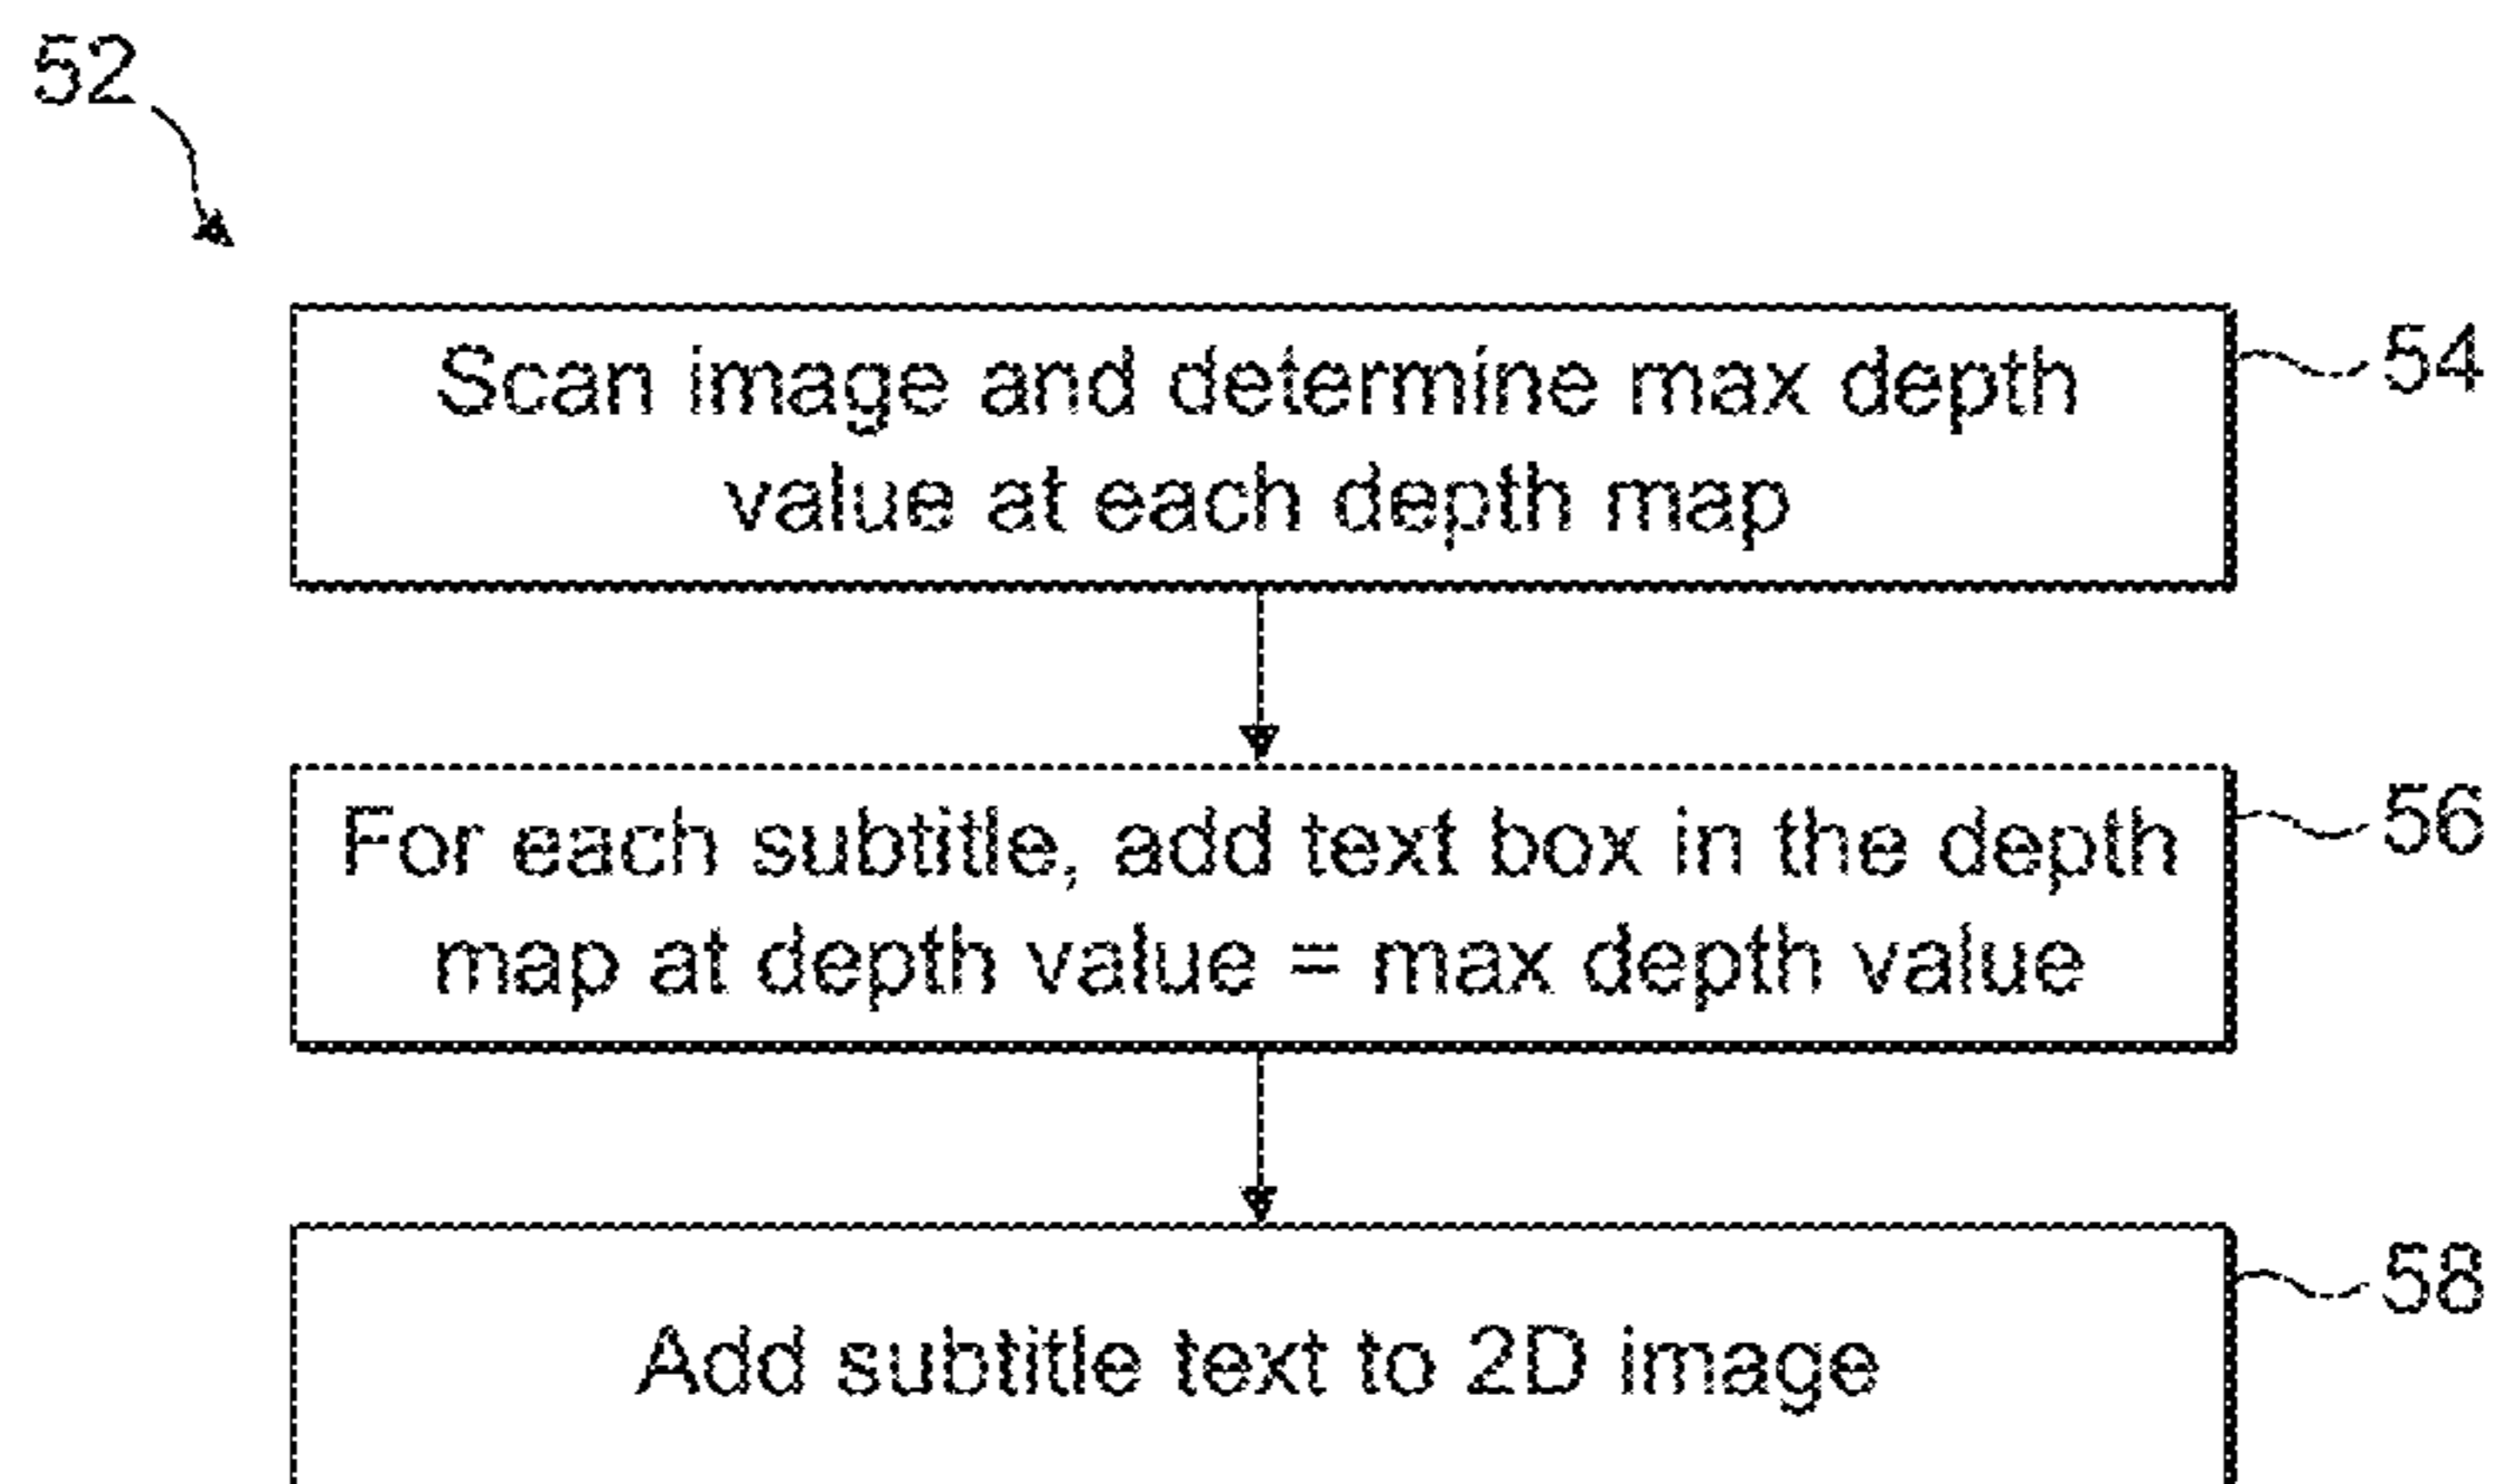 52
Scan image and determine max depth
value at each depth map
54
For each subtitle, add text box in the depth
map at depth value = max depth value
56
Add subtitle text to 2D image
58